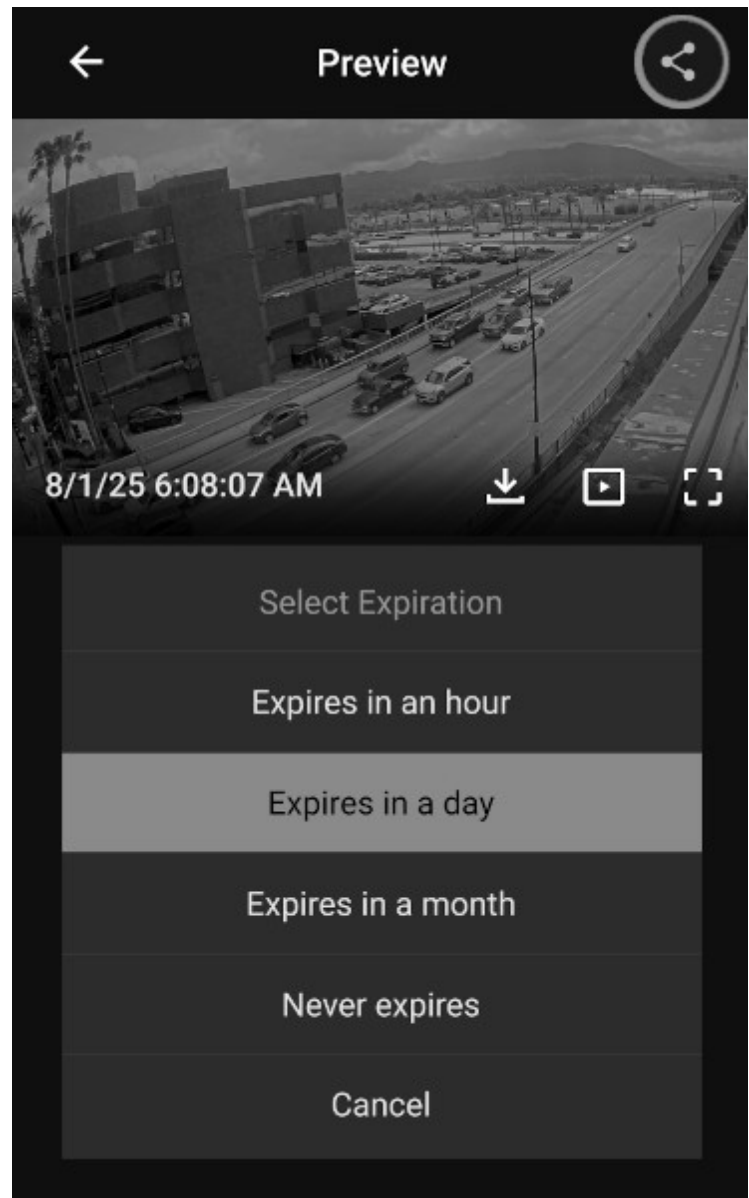 Preview
8/1/25 6:08:07 AM
Select Expiration
Expires in an hour
Expires in a day
Expires in a month
Never expires
Cancel